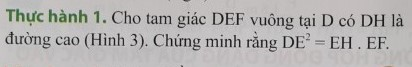 Thực hành 1. Cho tam giác DEF vuông tại D có DH là
đường cao (Hình 3). Chứng minh rằng DE² = EH . EF.